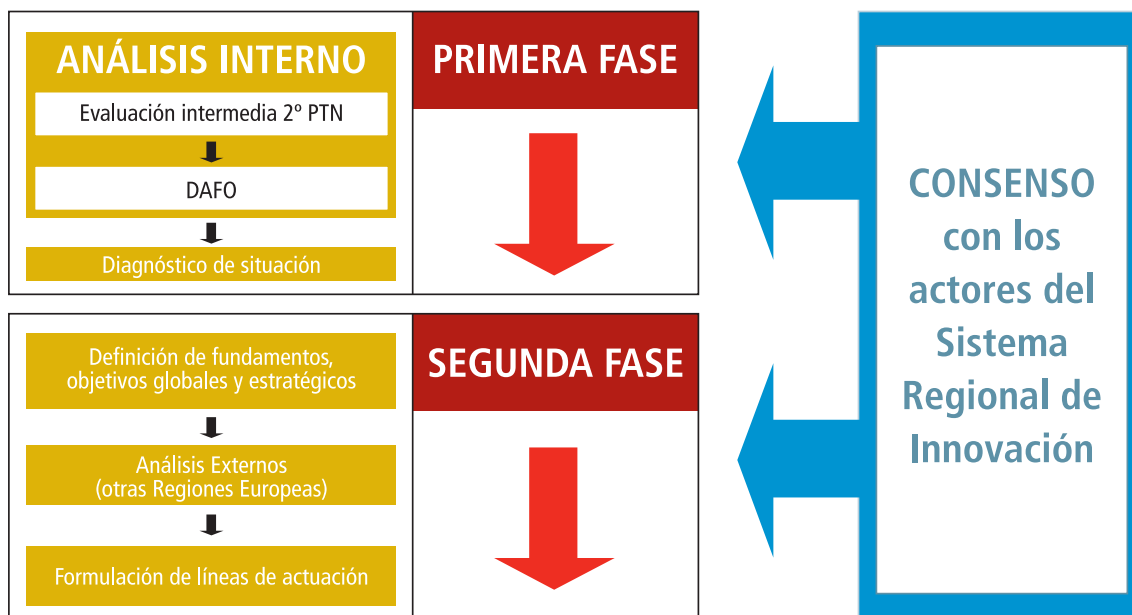 ANÁLISIS INTERNO
Evaluación intermedia 2º PTN
DAFO
Diagnóstico de situación
PRIMERA FASE
Definición de fundamentos,
objetivos globales y estratégicos
Análisis Externos
(otras Regiones Europeas)
Formulación de líneas de actuación
SEGUNDA FASE
CONSENSO
con los
actores del
Sistema
Regional de
Innovación